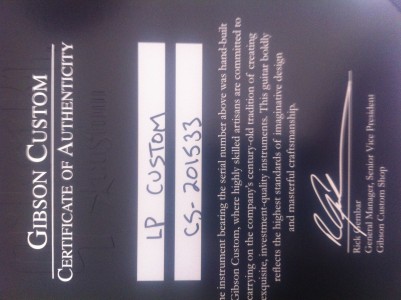 GIBSON CUSTOM
CERTIFICATE OF AUTHENTICITY
LP CUSTOM
CS-201533
he instrument bearing the serial number above was hand-built
Gibson Custom, where highly skilled artisans are committed to
carrying on the company's century-old tradition of creating
exquisite, investment-quality instruments. This guitar boldly
reflects the highest standards of imaginative design
and masterful craftsmanship.
Rick Gembar
General Manager, Senior Vice President
Gibson Custom Shop